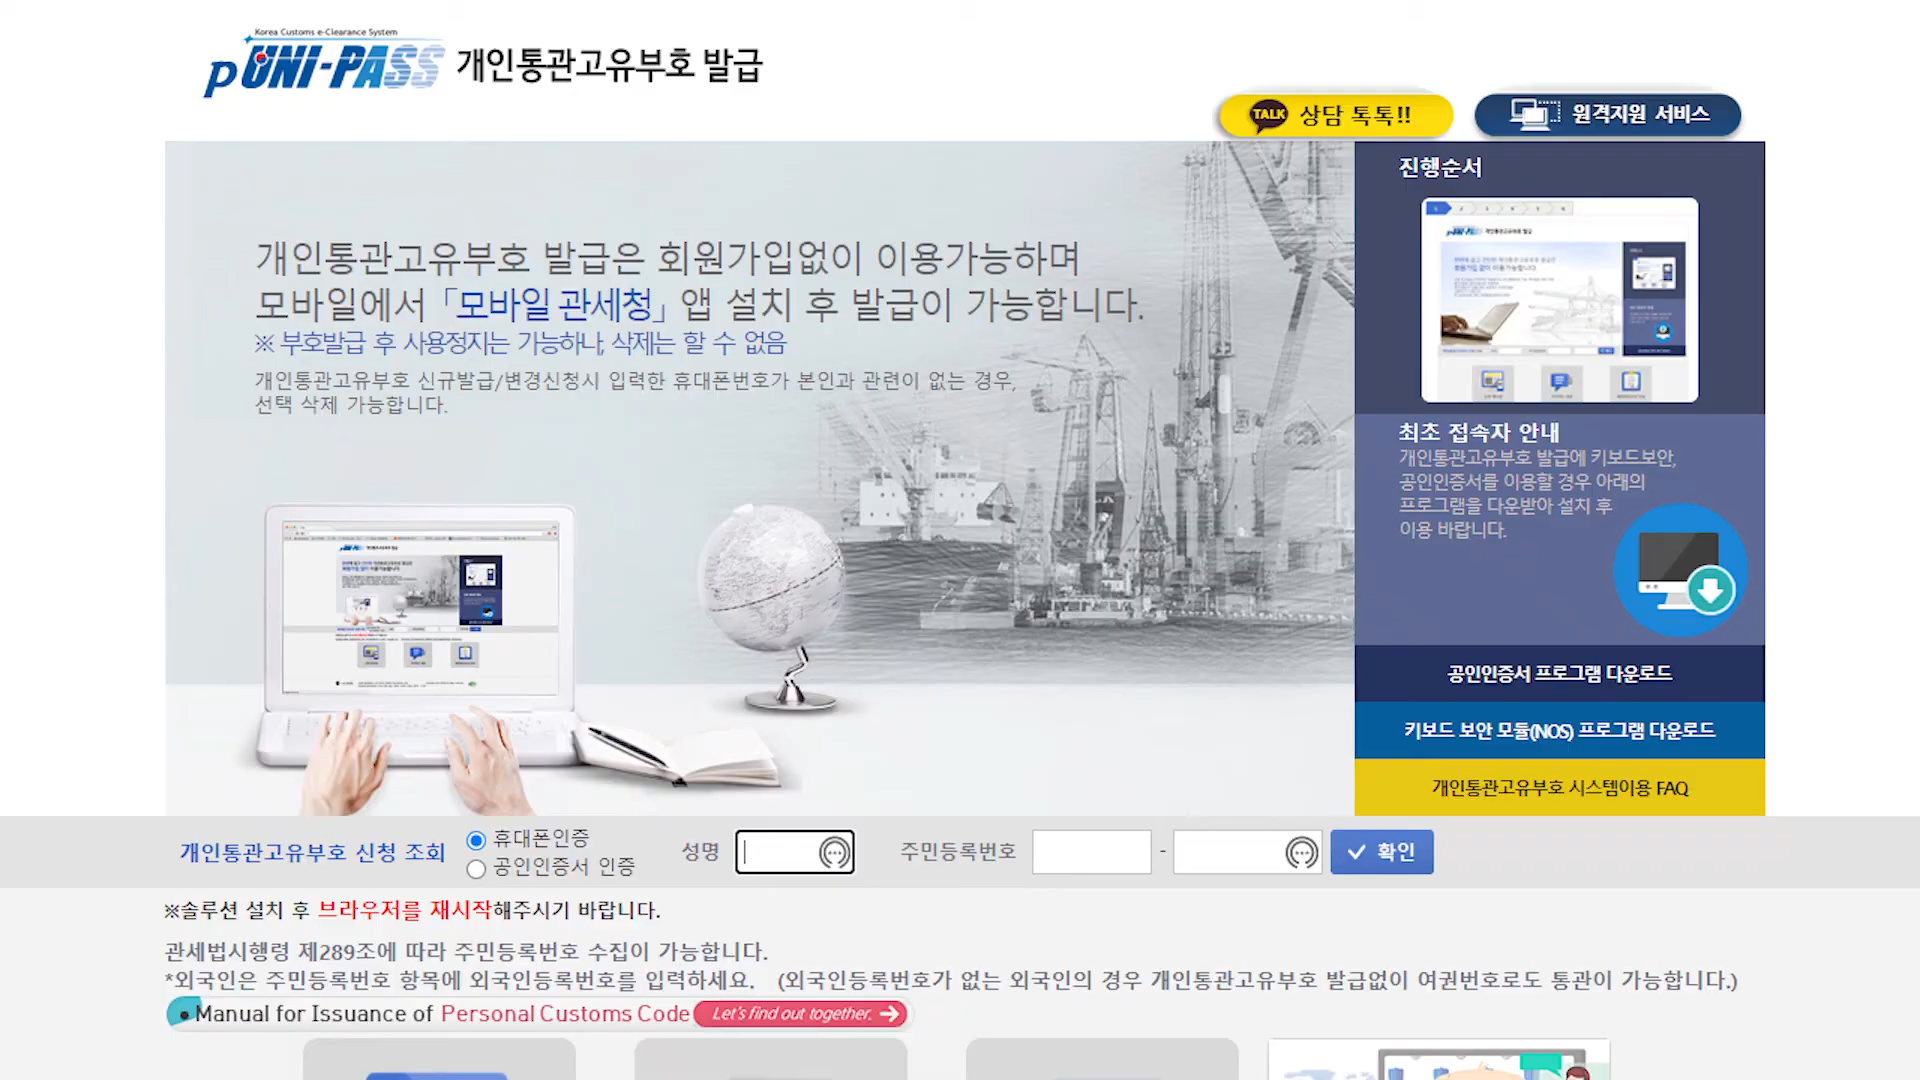 Korea Customs e-Clearance System
pUNI-PASS 개인통관고유부호 발급
TALK 상담 톡톡!!
원격지원 서비스
개인통관고유부호 발급은 회원가입없이 이용가능하며
모바일에서 「모바일 관세청」 앱 설치 후 발급이 가능합니다.
※ 부호발급 후 사용정지는 가능하나, 삭제는 할 수 없음
개인통관고유부호 신규발급/변경신청시 입력한 휴대폰번호가 본인과 관련이 없는 경우,
선택 삭제 가능합니다.
진행순서
최초 접속자 안내
개인통관고유부호 발급에 키보드보안,
공인인증서를 이용할 경우 아래의
프로그램을 다운받아 설치 후
이용 바랍니다.
공인인증서 프로그램 다운로드
키보드 보안 모듈(NOS) 프로그램 다운로드
개인통관고유부호 시스템이용 FAQ
개인통관고유부호 신청 조회
휴대폰인증
공인인증서 인증
성명
주민등록번호
-
확인
※솔루션 설치 후 브라우저를 재시작해주시기 바랍니다.
관세법시행령 제289조에 따라 주민등록번호 수집이 가능합니다.
*외국인은 주민등록번호 항목에 외국인등록번호를 입력하세요. (외국인등록번호가 없는 외국인의 경우 개인통관고유부호 발급없이 여권번호로도 통관이 가능합니다.)
Manual for Issuance of Personal Customs Code Let's find out together.